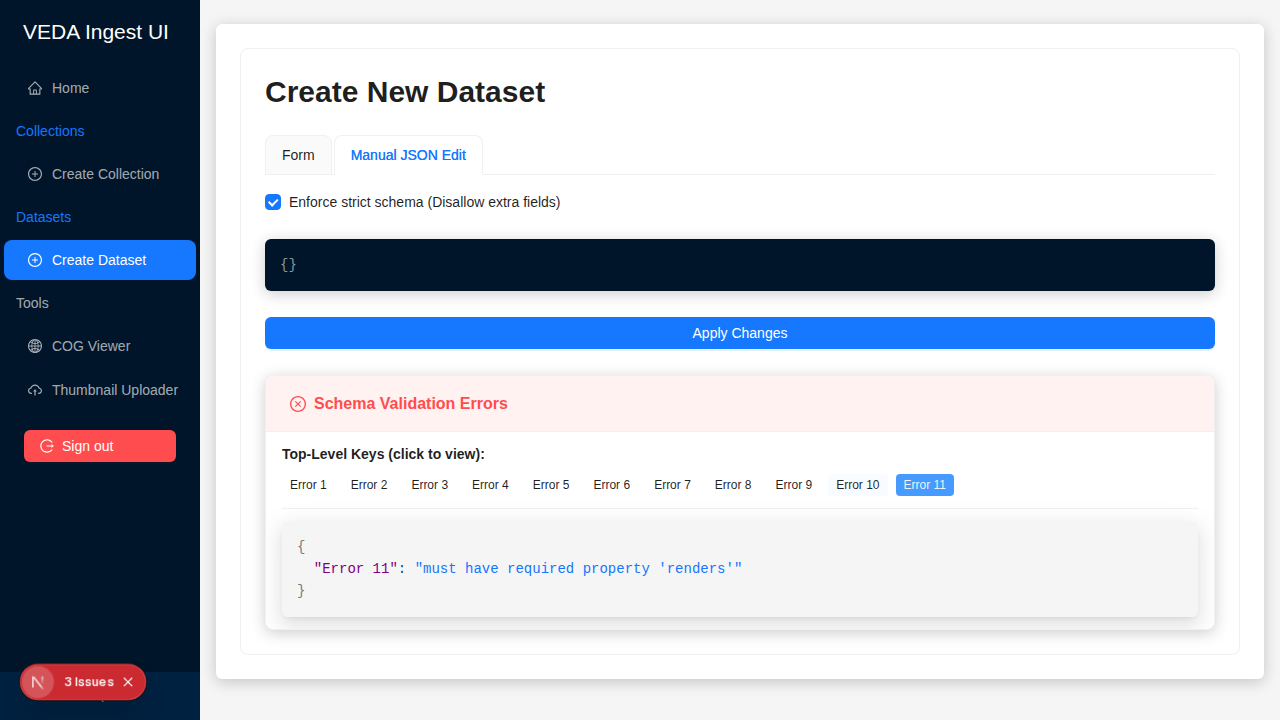 VEDA Ingest UI
Home
Collections
Create Collection
Datasets
Create Dataset
Tools
COG Viewer
Thumbnail Uploader
Sign out
3 Issues
Create New Dataset
Form
Manual JSON Edit
Enforce strict schema (Disallow extra fields)
{}
Apply Changes
Schema Validation Errors
Top-Level Keys (click to view):
Error 1 Error 2 Error 3 Error 4 Error 5 Error 6 Error 7 Error 8 Error 9 Error 10 Error 11
{
"Error 11": "must have required property 'renders'"
}